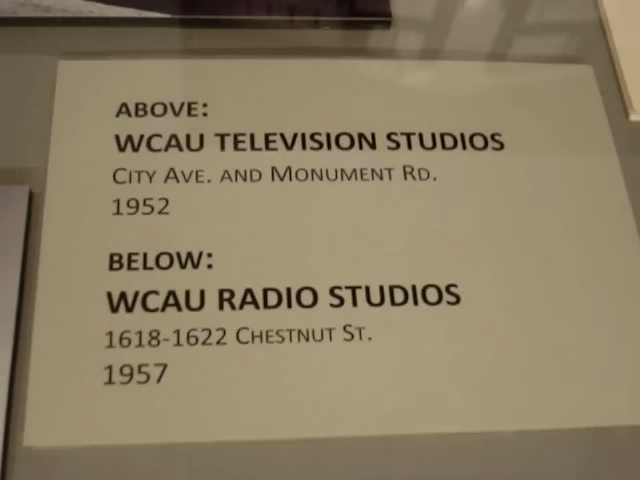 ABOVE:
WCAU TELEVISION STUDIOS
CITY AVE. AND MONUMENT RD.
1952
BELOW:
WCAU RADIO STUDIOS
1618-1622 CHESTNUT ST.
1957